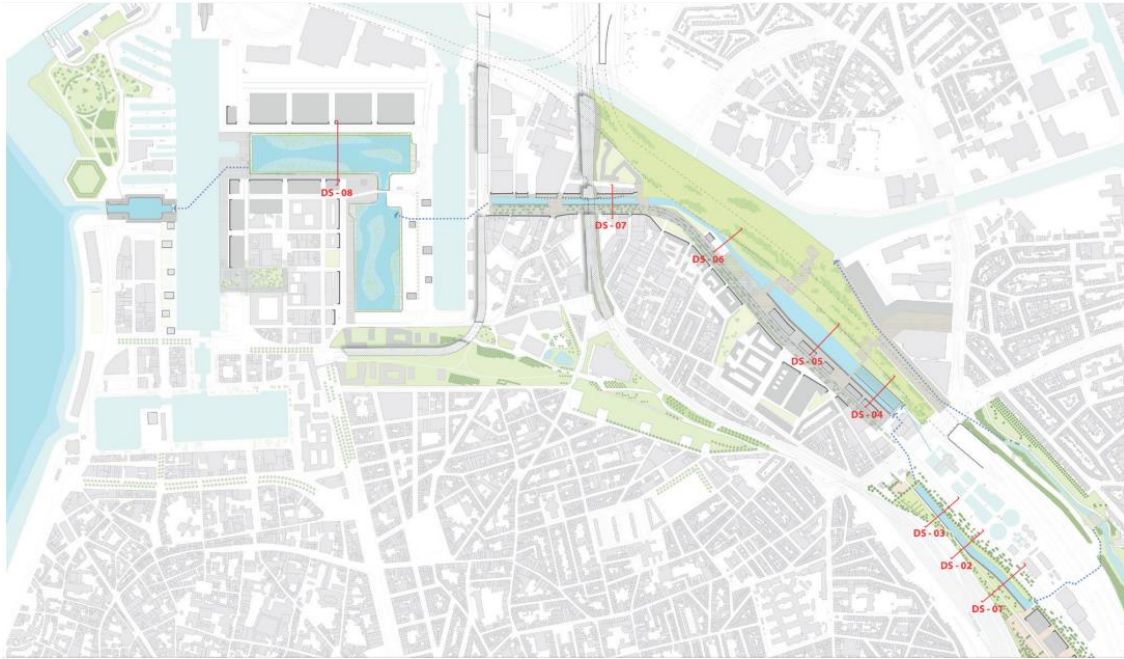 DS - 08
DS - 07
DS - 06
DS - 05
DS - 04
DS - 03
DS - 02
DS - 01